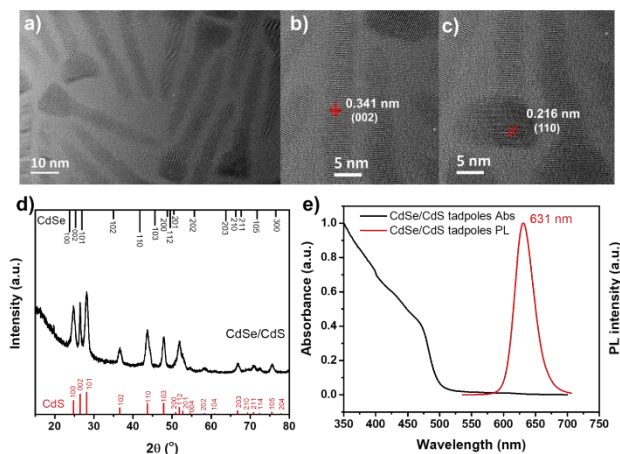 a)
10 nm
b)
0.341 nm
(002)
5 nm
c)
0.216 nm
(110)
5 nm
d)
CdSe
100
002
101
102
110
103
200
112
201
202
203
210
211
105
300
Intensity (a.u.)
CdSe/CdS
CdS
100
002
101
102
110
103
200
112
201
004
202
104
203
210
211
114
105
204
20 30 40 50 60 70 80
2θ (°)
e)
CdSe/CdS tadpoles Abs
CdSe/CdS tadpoles PL
631 nm
Absorbance (a.u.)
1.0
0.8
0.6
0.4
0.2
0.0
350 400 450 500 550 600 650 700 750
Wavelength (nm)
PL intensity (a.u.)